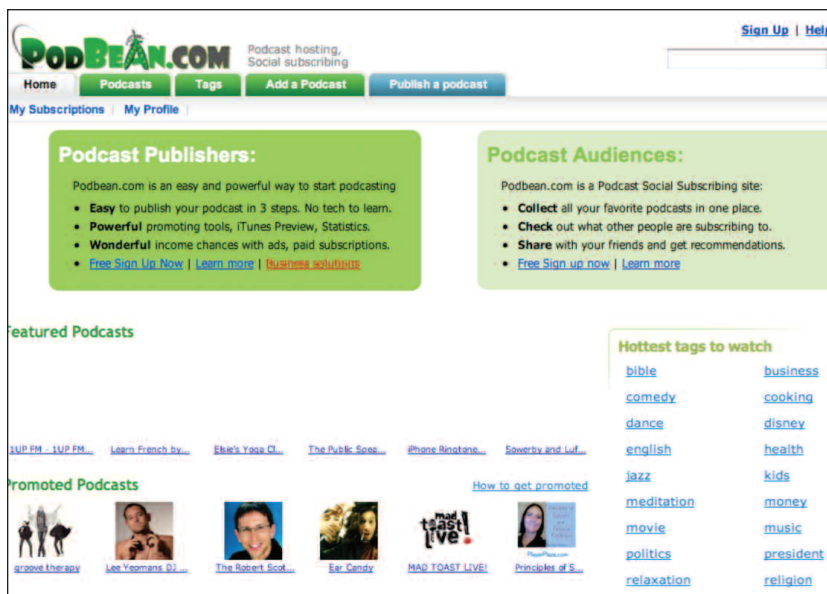 Sign Up | Help
PODBEAN.COM
Podcast hosting,
Social subscribing
Home Podcasts Tags Add a Podcast Publish a podcast
My Subscriptions | My Profile |
Podcast Publishers:
Podbean.com is an easy and powerful way to start podcasting
• Easy to publish your podcast in 3 steps. No tech to learn.
• Powerful promoting tools, iTunes Preview, Statistics.
• Wonderful income chances with ads, paid subscriptions.
• Free Sign Up Now | Learn more | Business solutions
Podcast Audiences:
Podbean.com is a Podcast Social Subscribing site:
• Collect all your favorite podcasts in one place.
• Check out what other people are subscribing to.
• Share with your friends and get recommendations.
• Free Sign up now | Learn more
Featured Podcasts
1UP FM - 1UP FM... Learn French by... Elsie's Yoga Cl... The Public Spea... iPhone Ringtone... Sowerby and Luf...
Promoted Podcasts How to get promoted
mad
toast
live!
PlayerPlaza.com
groove therapy Lee Yeomans DJ ... The Robert Scot... Ear Candy MAD TOAST LIVE! Principles of S...
Hottest tags to watch
bible business
comedy cooking
dance disney
english health
jazz kids
meditation money
movie music
politics president
relaxation religion